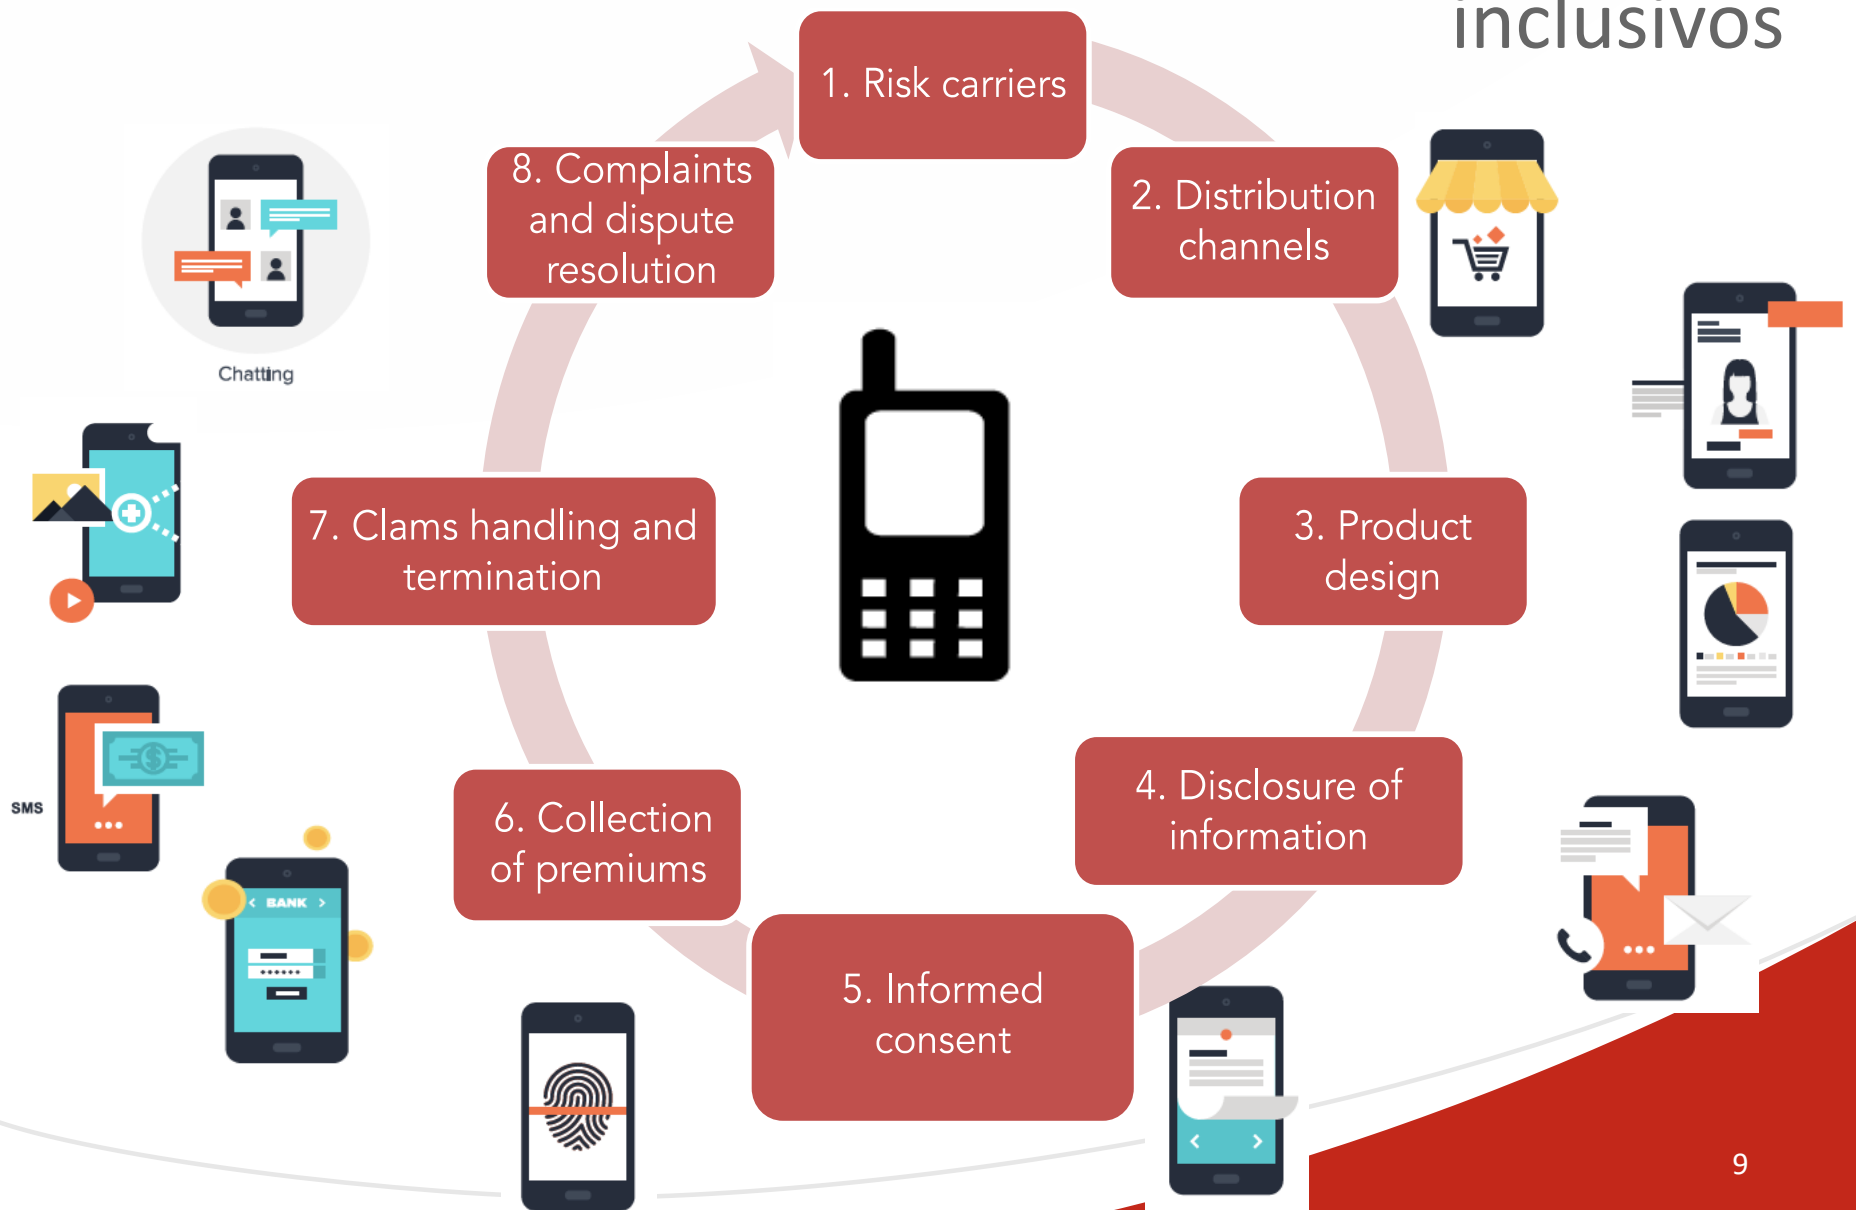 inclusivos
1. Risk carriers
2. Distribution
channels
3. Product
design
4. Disclosure of
information
5. Informed
consent
6. Collection
of premiums
7. Clams handling and
termination
8. Complaints
and dispute
resolution
Chatting
SMS
< BANK >
9